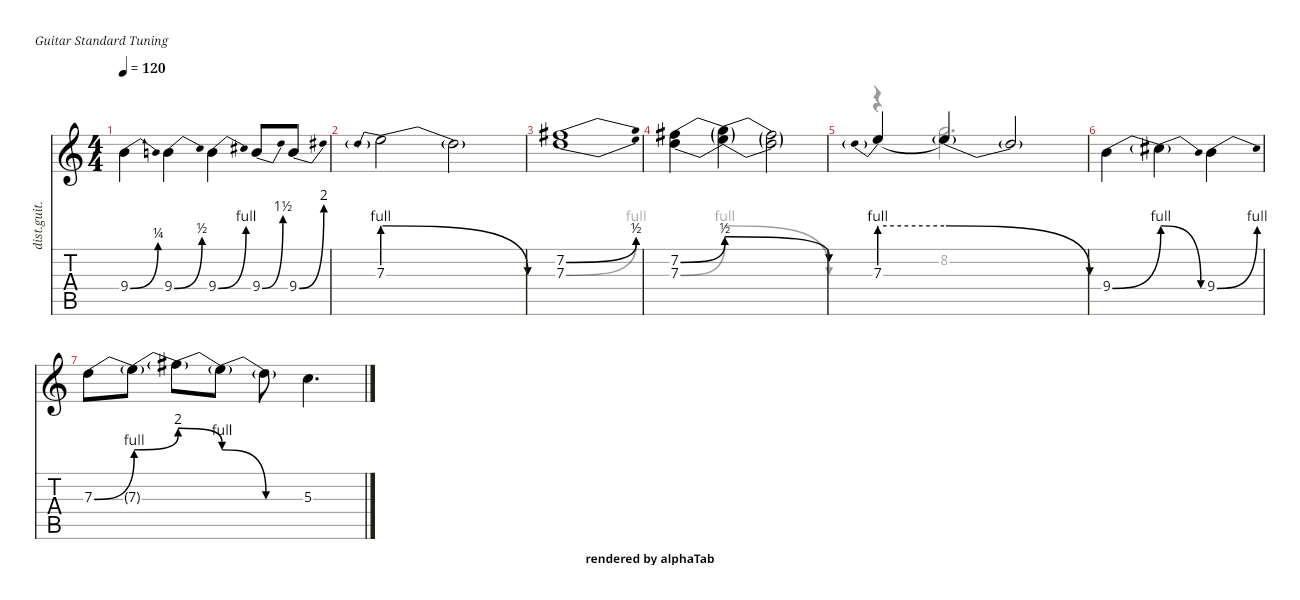 Guitar Standard Tuning
= 120
1 2 3 4 5 6
4
4
dist.guit.
¼ ½ full 1½ 2 full full ½ full ½ full full full
T
A
B
9 9 9 9 9 7 7 7 7 7 7 8 9 9
7
full 2 full
T
A
B
7 (7) 5
rendered by alphaTab